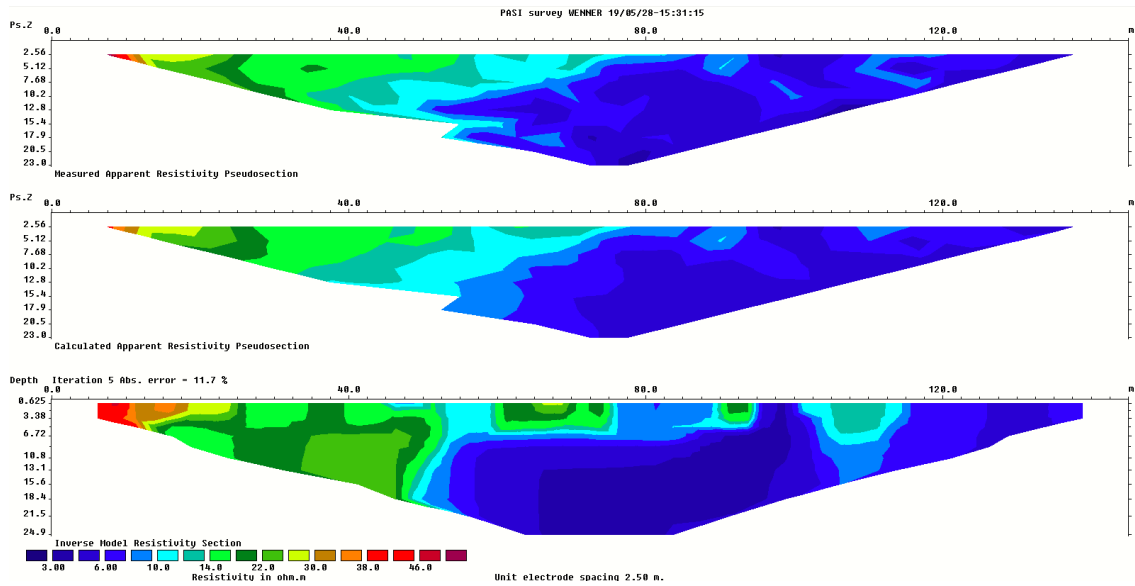 PASI survey WENNER 19/05/28-15:31:15
Ps.Z 0.0 40.0 80.0 120.0 m
2.56
5.12
7.68
10.2
12.8
15.4
17.9
20.5
23.0
Measured Apparent Resistivity Pseudosection
Ps.Z 0.0 40.0 80.0 120.0 m
2.56
5.12
7.68
10.2
12.8
15.4
17.9
20.5
23.0
Calculated Apparent Resistivity Pseudosection
Depth Iteration 5 Abs. error = 11.7 %
0.0 40.0 80.0 120.0 m
0.625
3.38
6.72
10.8
13.1
15.6
18.4
21.5
24.9
Inverse Model Resistivity Section
3.00 6.00 10.0 14.0 22.0 30.0 38.0 46.0
Resistivity in ohm.m Unit electrode spacing 2.50 m.